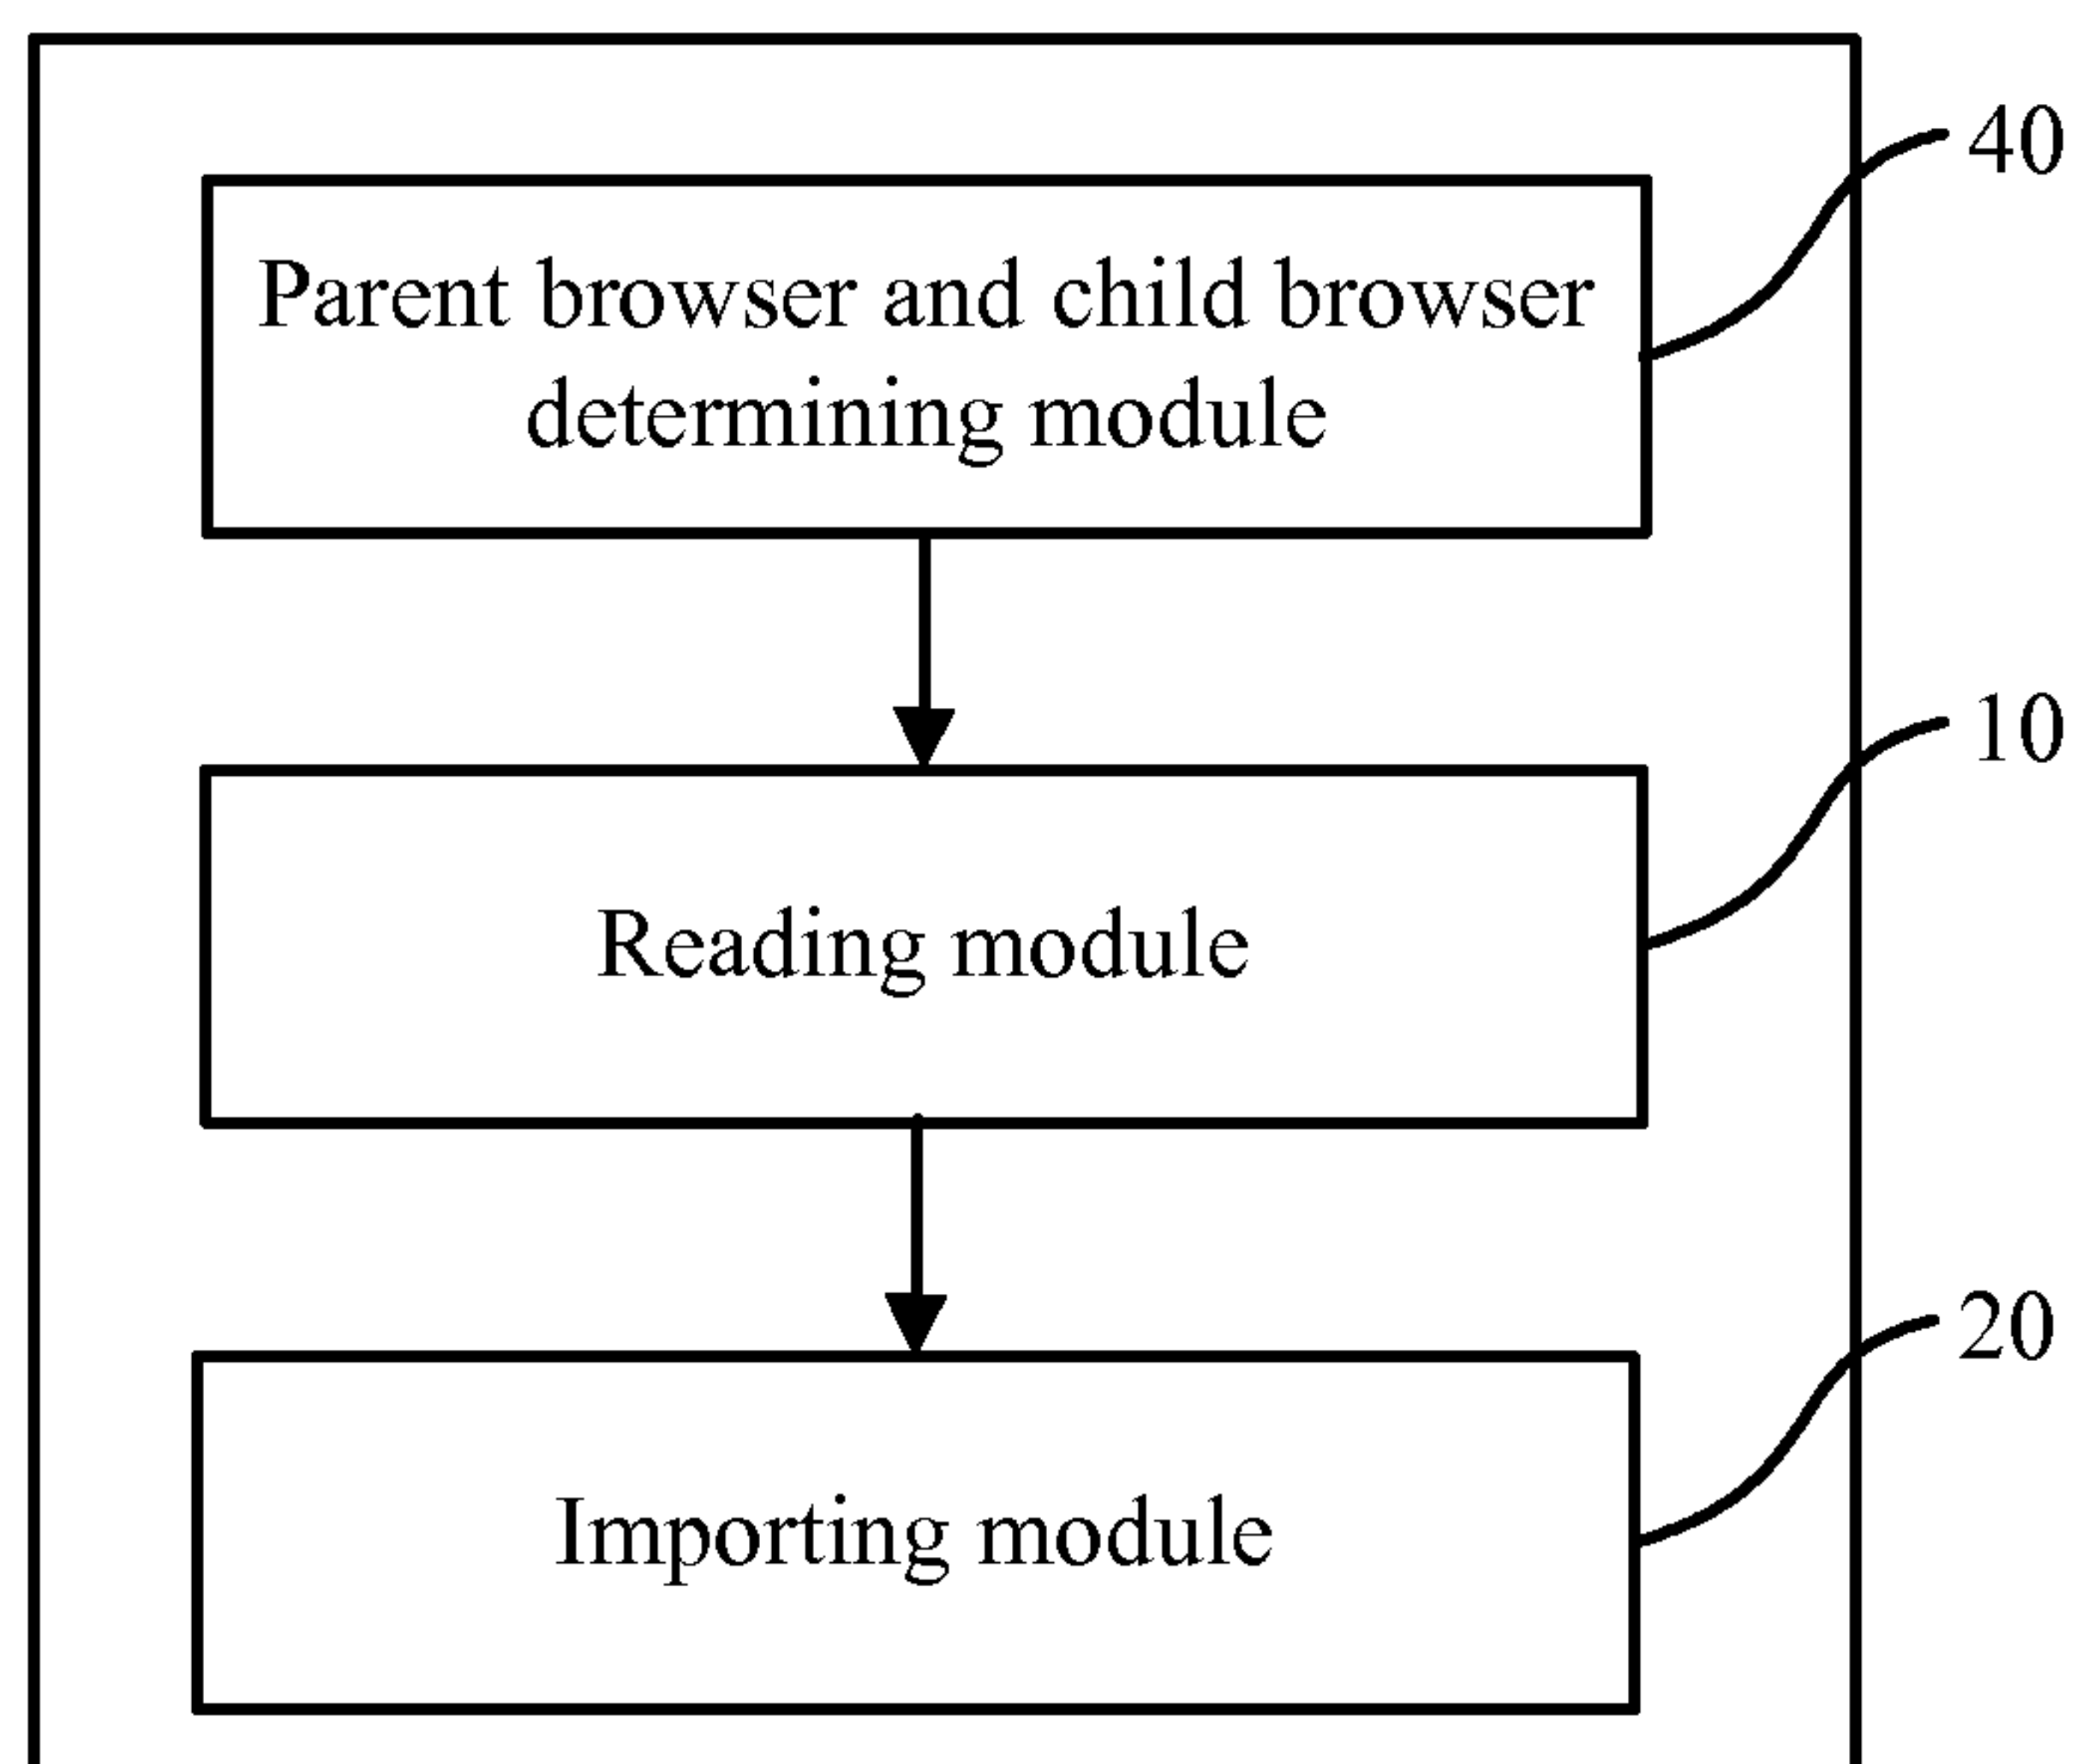 40
Parent browser and child browser
determining module
10
Reading module
20
Importing module